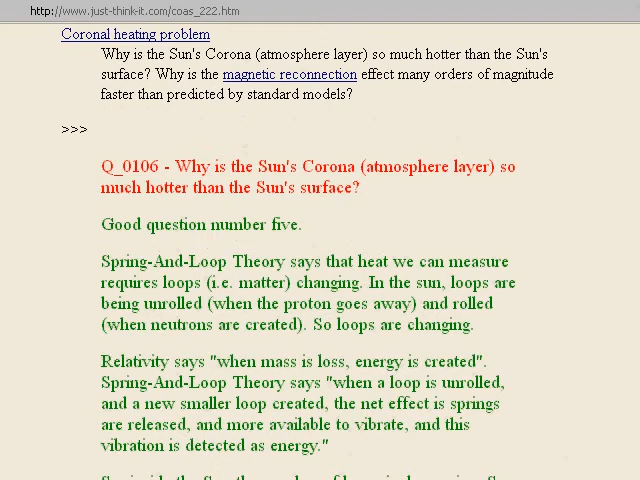 http://www.just-think-it.com/coas_222.htm
Coronal heating problem
Why is the Sun's Corona (atmosphere layer) so much hotter than the Sun's
surface? Why is the magnetic reconnection effect many orders of magnitude
faster than predicted by standard models?
>>>
Q_0106 - Why is the Sun's Corona (atmosphere layer) so
much hotter than the Sun's surface?
Good question number five.
Spring-And-Loop Theory says that heat we can measure
requires loops (i.e. matter) changing. In the sun, loops are
being unrolled (when the proton goes away) and rolled
(when neutrons are created). So loops are changing.
Relativity says "when mass is loss, energy is created".
Spring-And-Loop Theory says "when a loop is unrolled,
and a new smaller loop created, the net effect is springs
are released, and more available to vibrate, and this
vibration is detected as energy."